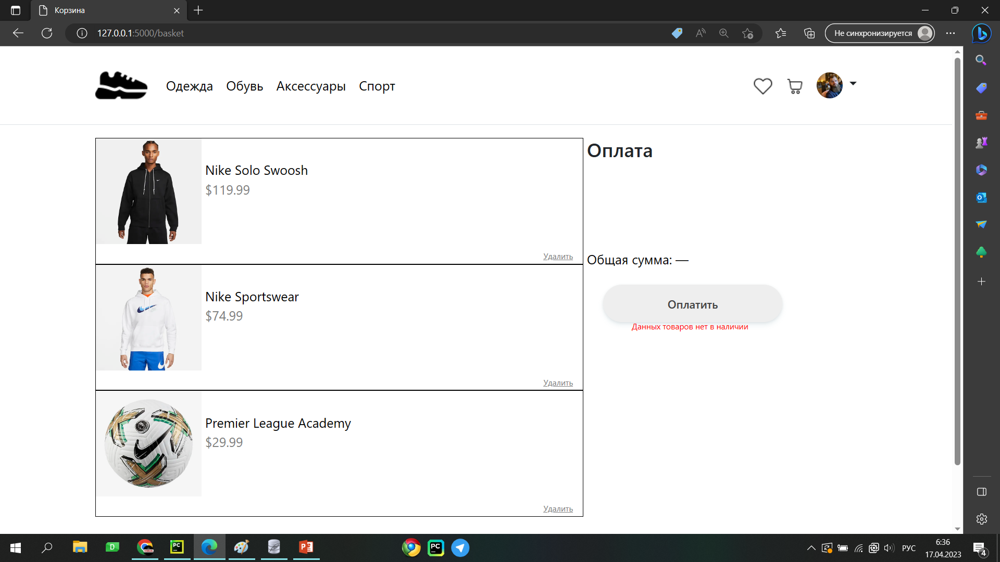 Корзина
127.0.0.1:5000/basket
Не синхронизируется
Одежда Обувь Аксессуары Спорт
Nike Solo Swoosh
$119.99
Удалить
Nike Sportswear
$74.99
Удалить
Premier League Academy
$29.99
Удалить
Оплата
Общая сумма: —
Оплатить
Данных товаров нет в наличии
РУС
6:36
17.04.2023
4